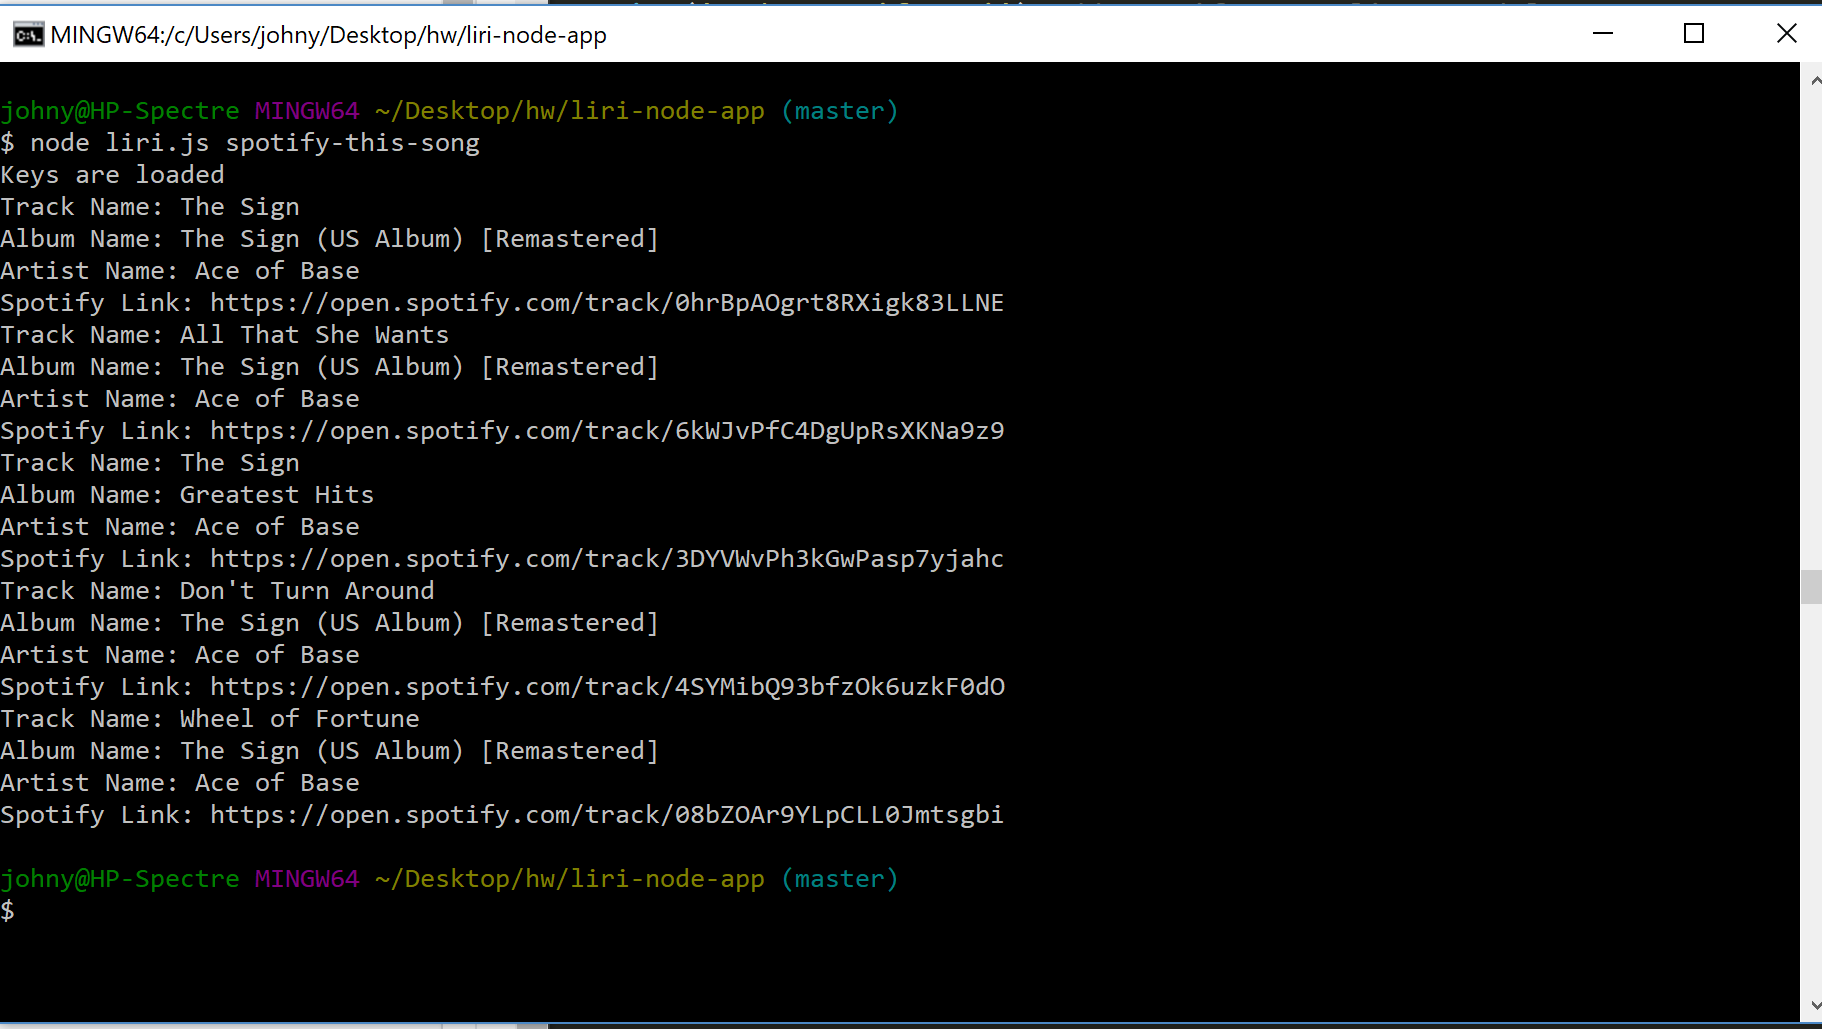 MINGW64:/c/Users/johny/Desktop/hw/liri-node-app
johny@HP-Spectre MINGW64 ~/Desktop/hw/liri-node-app (master)
$ node liri.js spotify-this-song
Keys are loaded
Track Name: The Sign
Album Name: The Sign (US Album) [Remastered]
Artist Name: Ace of Base
Spotify Link: https://open.spotify.com/track/0hrBpAOgrt8RXigk83LLNE
Track Name: All That She Wants
Album Name: The Sign (US Album) [Remastered]
Artist Name: Ace of Base
Spotify Link: https://open.spotify.com/track/6kWJvPfC4DgUpRsXKNa9z9
Track Name: The Sign
Album Name: Greatest Hits
Artist Name: Ace of Base
Spotify Link: https://open.spotify.com/track/3DYVWvPh3kGwPasp7yjahc
Track Name: Don't Turn Around
Album Name: The Sign (US Album) [Remastered]
Artist Name: Ace of Base
Spotify Link: https://open.spotify.com/track/4SYMibQ93bfzOk6uzkF0dO
Track Name: Wheel of Fortune
Album Name: The Sign (US Album) [Remastered]
Artist Name: Ace of Base
Spotify Link: https://open.spotify.com/track/08bZOAr9YLpCLL0Jmtsgbi
johny@HP-Spectre MINGW64 ~/Desktop/hw/liri-node-app (master)
$